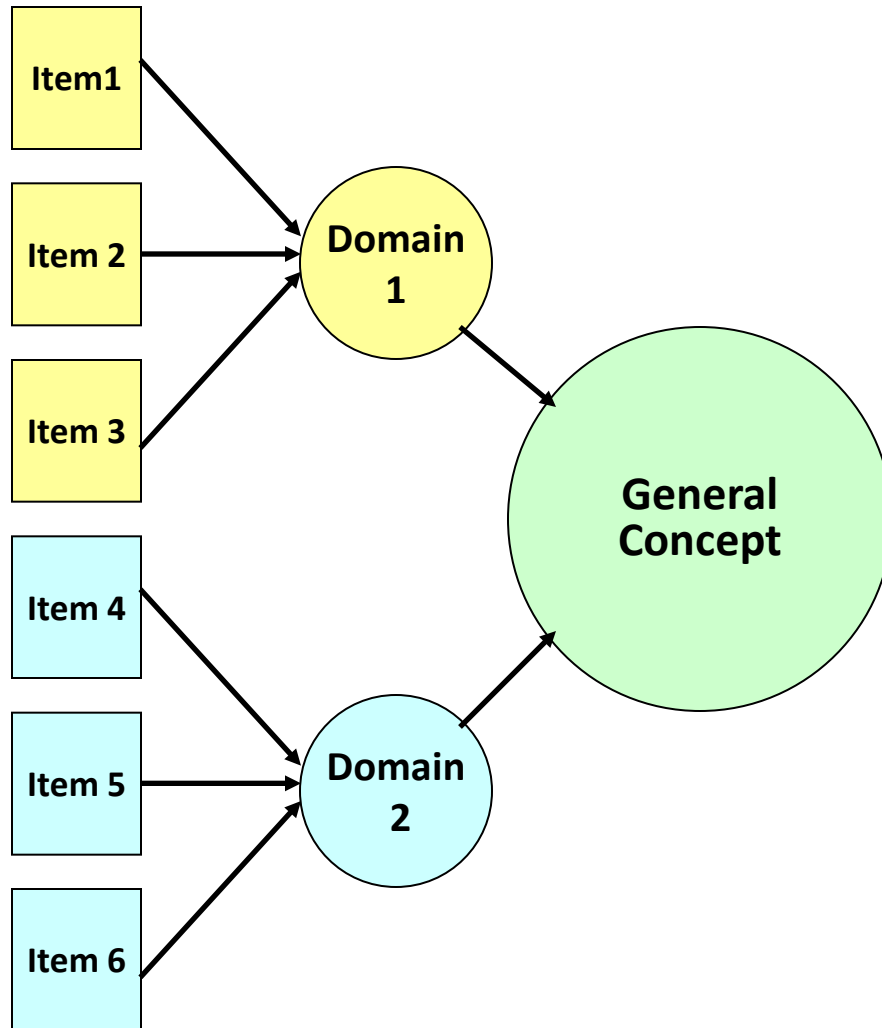 Item1
Item 2
Item 3
Item 4
Item 5
Item 6
Domain
1
Domain
2
General
Concept